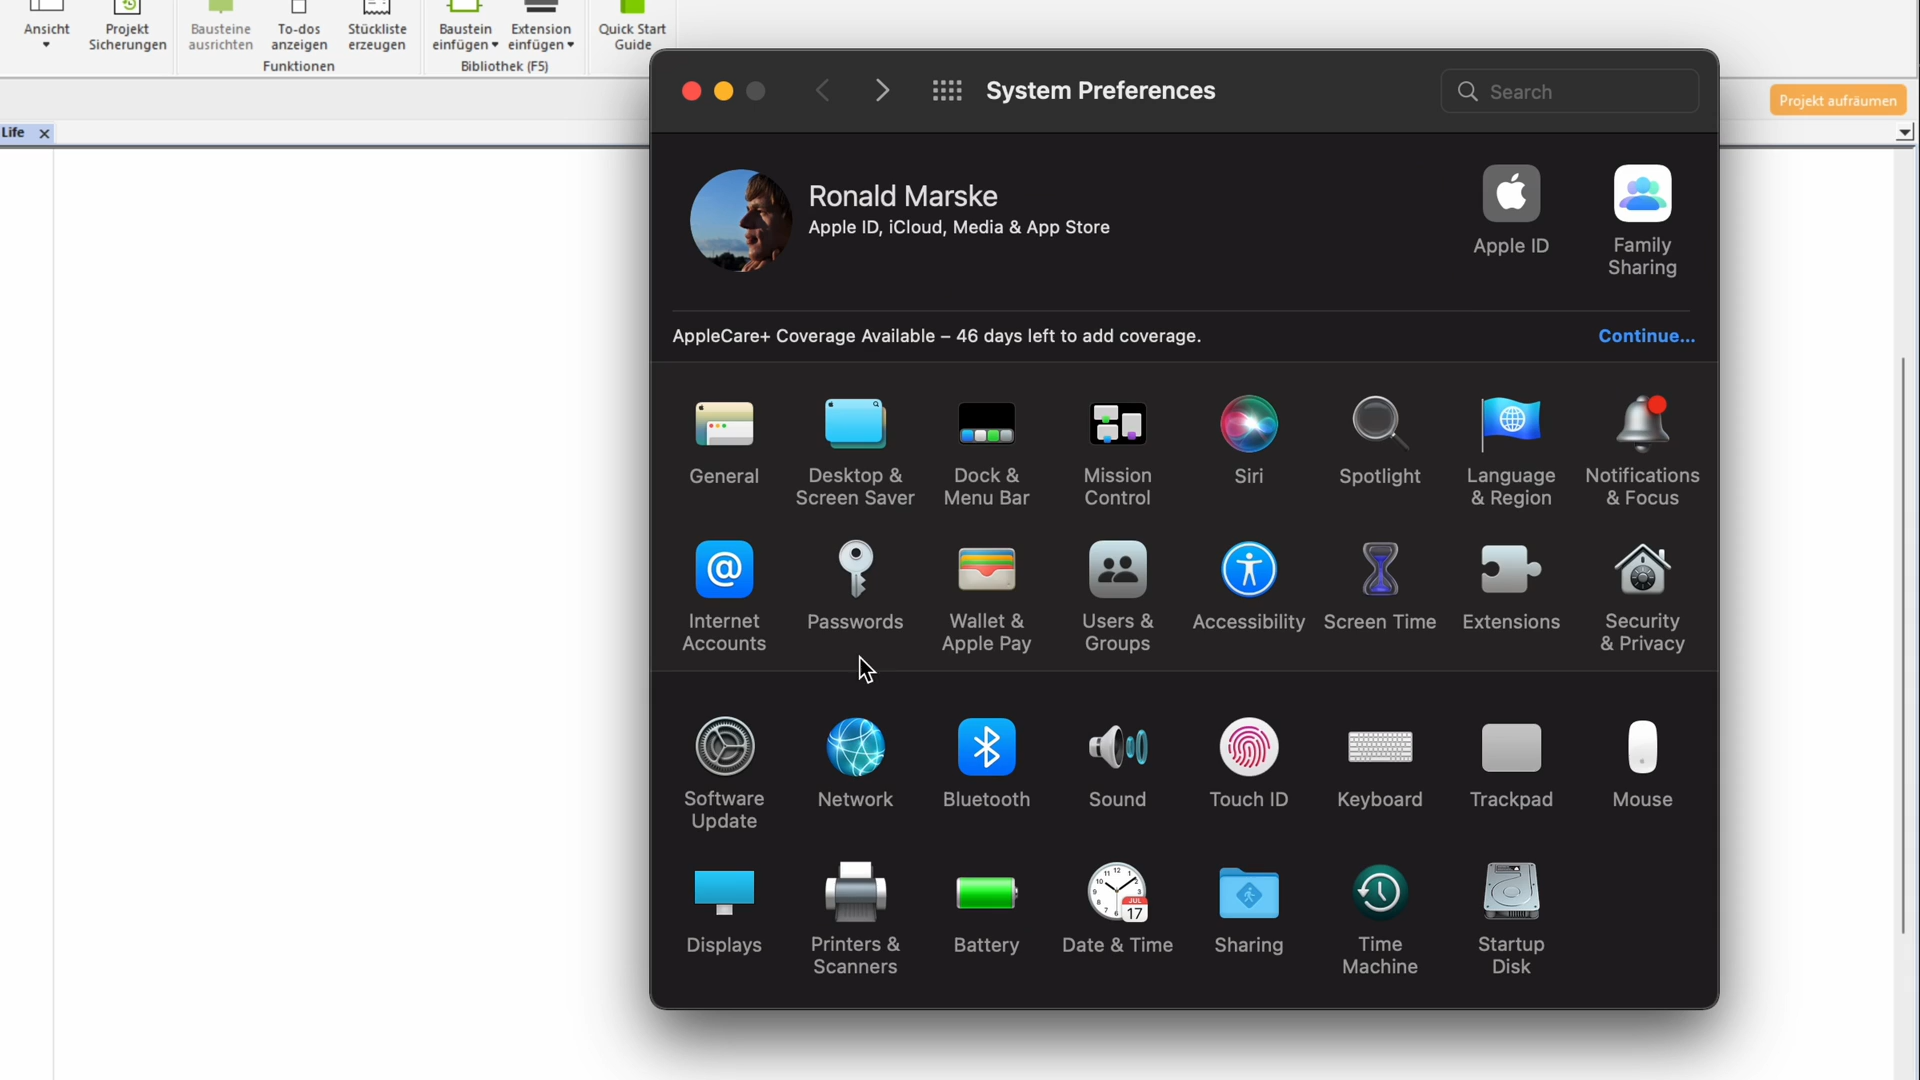 Ansicht
Projekt
Sicherungen
Bausteine
ausrichten
To-dos
anzeigen
Stückliste
erzeugen
Funktionen
Baustein
einfügen
Extension
einfügen
Bibliothek (F5)
Quick Start
Guide
Projekt aufräumen
Life
System Preferences
Search
Ronald Marske
Apple ID, iCloud, Media & App Store
Apple ID
Family
Sharing
AppleCare+ Coverage Available – 46 days left to add coverage.
Continue...
General
Desktop &
Screen Saver
Dock &
Menu Bar
Mission
Control
Siri
Spotlight
Language
& Region
Notifications
& Focus
Internet
Accounts
Passwords
Wallet &
Apple Pay
Users &
Groups
Accessibility
Screen Time
Extensions
Security
& Privacy
Software
Update
Network
Bluetooth
Sound
Touch ID
Keyboard
Trackpad
Mouse
Displays
Printers &
Scanners
Battery
JUL
17
Date & Time
Sharing
Time
Machine
Startup
Disk